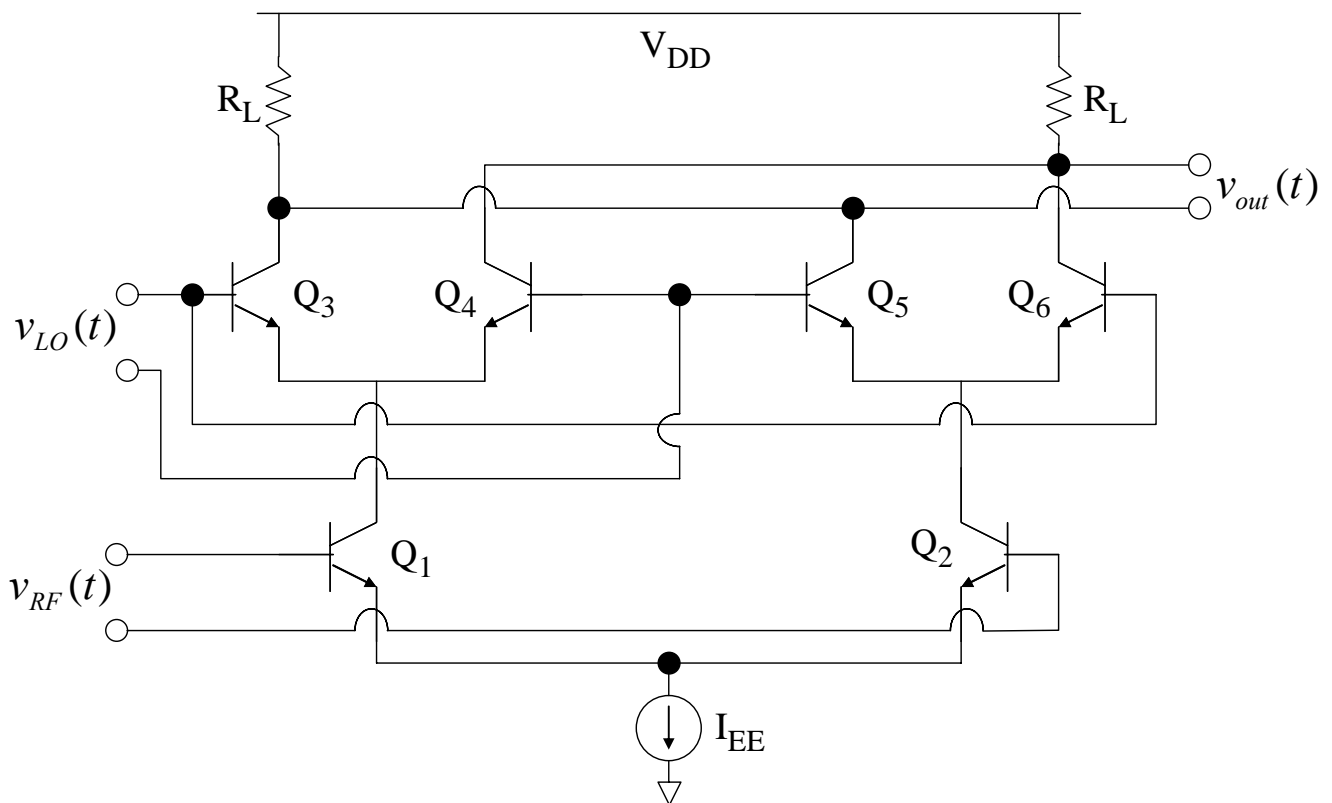 V_DD
R_L
R_L
v_out(t)
Q_3
Q_4
Q_5
Q_6
v_LO(t)
Q_1
Q_2
v_RF(t)
I_EE